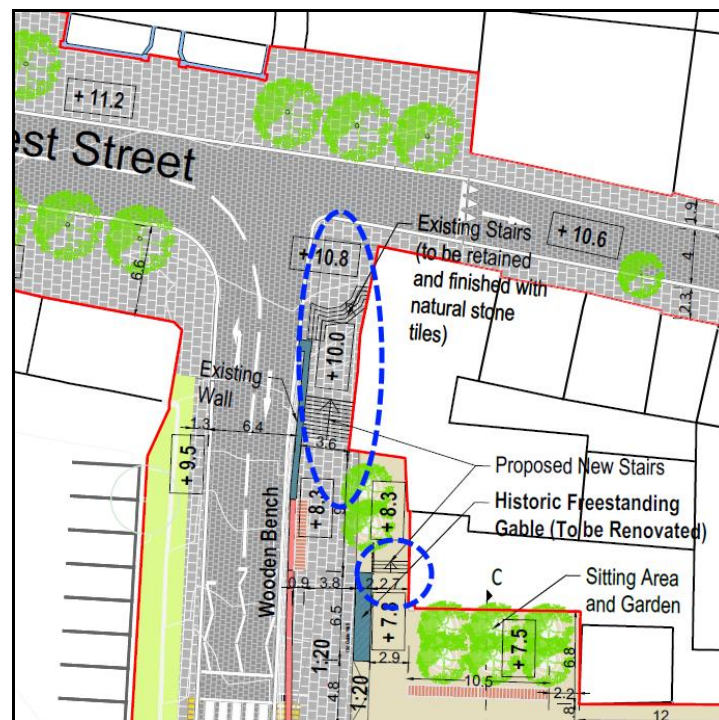 + 11.2
est Street
Existing Stairs
(to be retained
and finished with
natural stone
tiles)
+ 10.6
1.9
4
2.3
+ 10.8
6.6
+ 10.0
Existing
Wall
1.3
6.4
3.6
+ 9.5
Proposed New Stairs
Historic Freestanding
Gable (To be Renovated)
+ 8.3
+ 8.3
Wooden Bench
0.9
3.8
2.7
C
Sitting Area
and Garden
6.5
+ 7.5
6.8
1:20
2.9
10.5
2.2
4.8
1:20
12